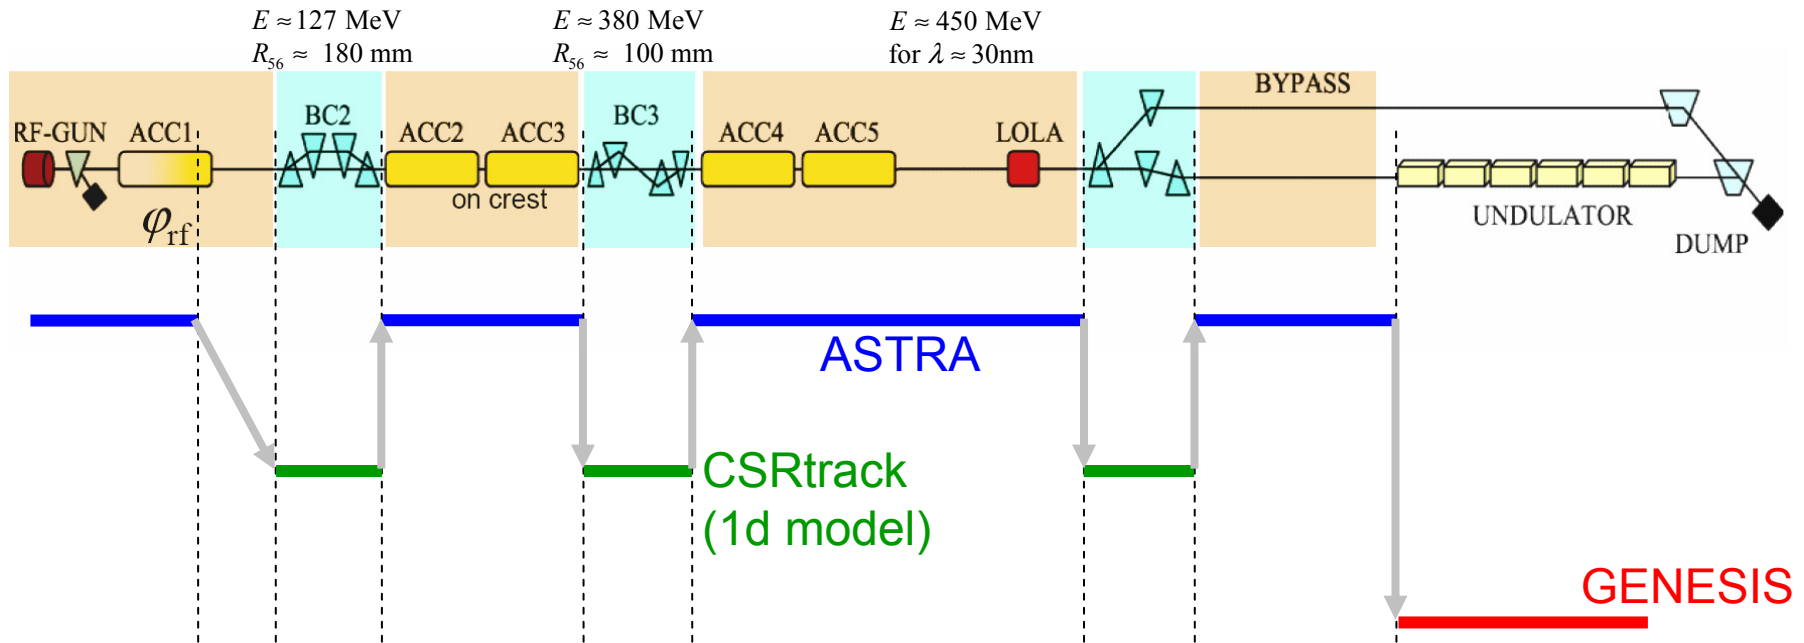 E ≈ 127 MeV
R₅₆ ≈ 180 mm
E ≈ 380 MeV
R₅₆ ≈ 100 mm
E ≈ 450 MeV
for λ ≈ 30nm
BYPASS
BC2
BC3
RF-GUN
ACC1
ACC2
ACC3
ACC4
ACC5
LOLA
on crest
φrf
UNDULATOR
DUMP
ASTRA
CSRtrack
(1d model)
GENESIS